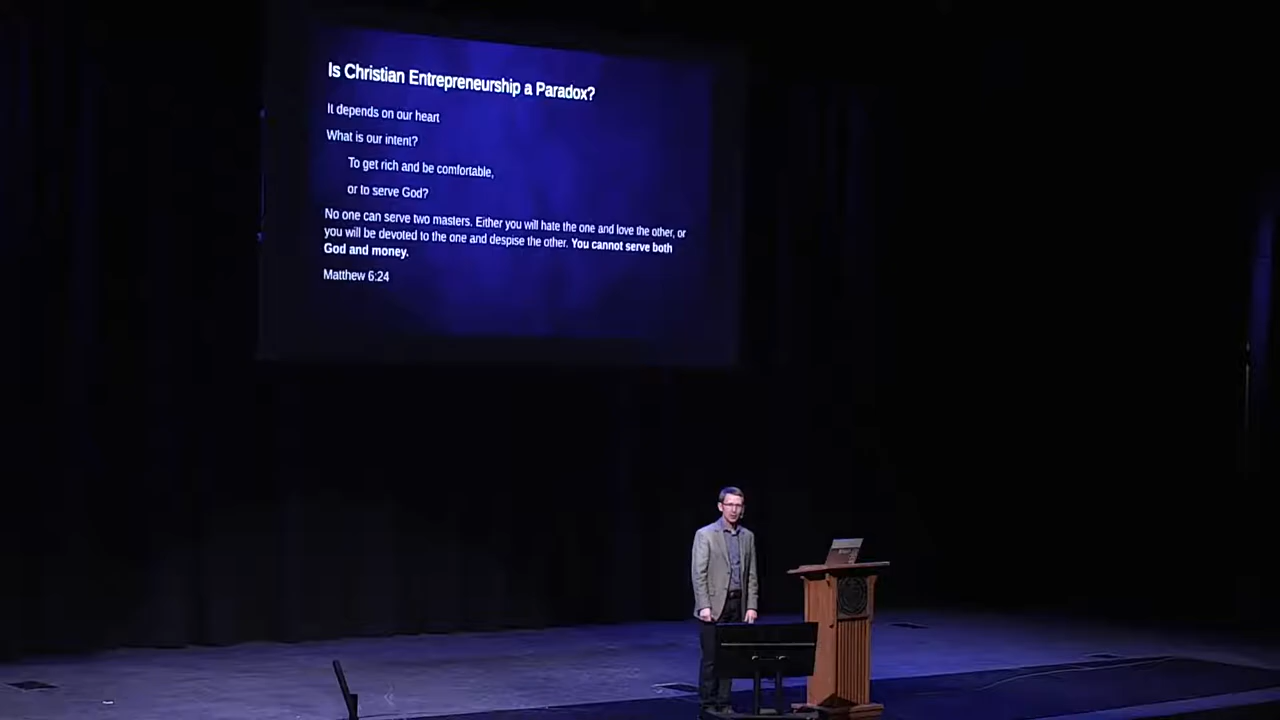 Is Christian Entrepreneurship a Paradox?
It depends on our heart
What is our intent?
To get rich and be comfortable,
or to serve God?
No one can serve two masters. Either you will hate the one and love the other, or
you will be devoted to the one and despise the other. You cannot serve both
God and money.
Matthew 6:24